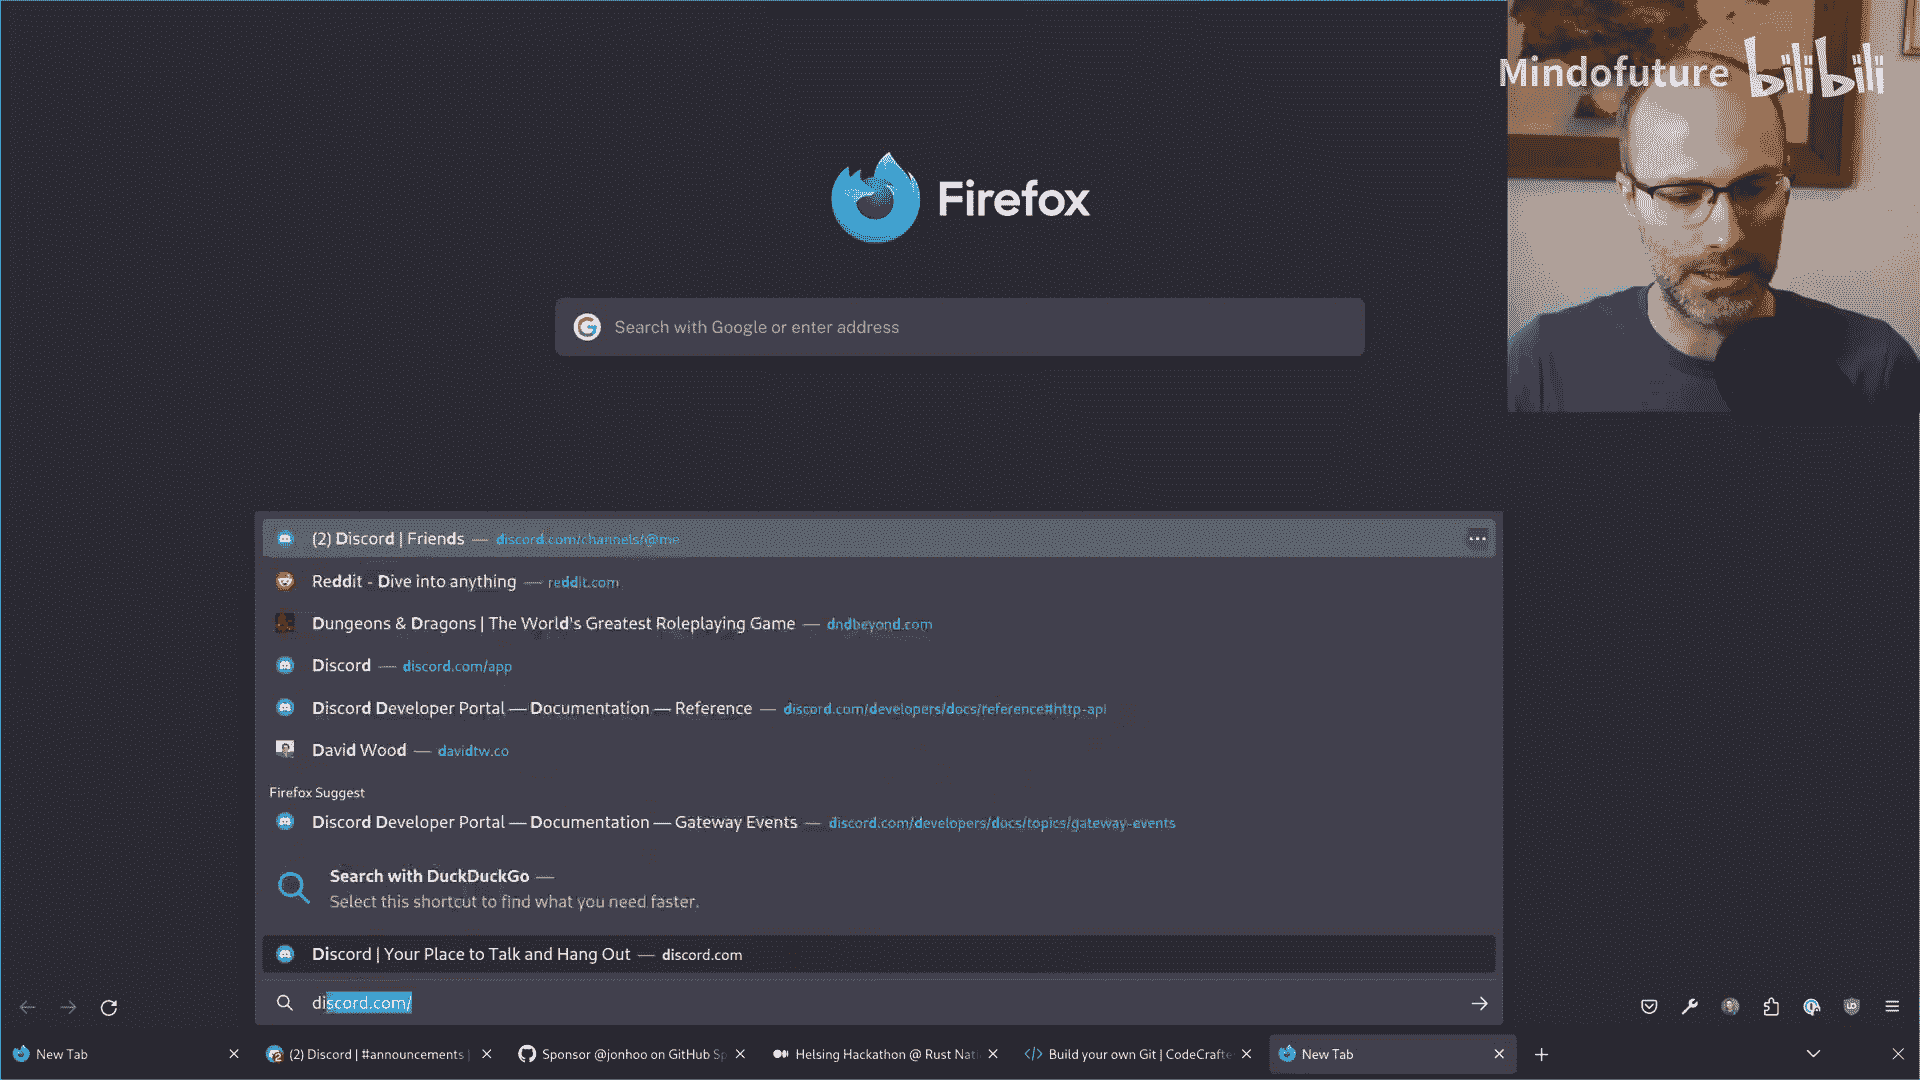 Mindofuture bilibili
Firefox
Search with Google or enter address
(2) Discord | Friends — discord.com/channels/@me
Reddit - Dive into anything — reddit.com
Dungeons & Dragons | The World's Greatest Roleplaying Game — dndbeyond.com
Discord — discord.com/app
Discord Developer Portal — Documentation — Reference — discord.com/developers/docs/reference#http-api
David Wood — davidtw.co
Firefox Suggest
Discord Developer Portal — Documentation — Gateway Events — discord.com/developers/docs/topics/gateway-events
Search with DuckDuckGo —
Select this shortcut to find what you need faster.
Discord | Your Place to Talk and Hang Out — discord.com
discord.com/
New Tab
(2) Discord | #announcements |
Sponsor @jonhoo on GitHub Sp
Helsing Hackathon @ Rust Nati
Build your own Git | CodeCrafte
New Tab